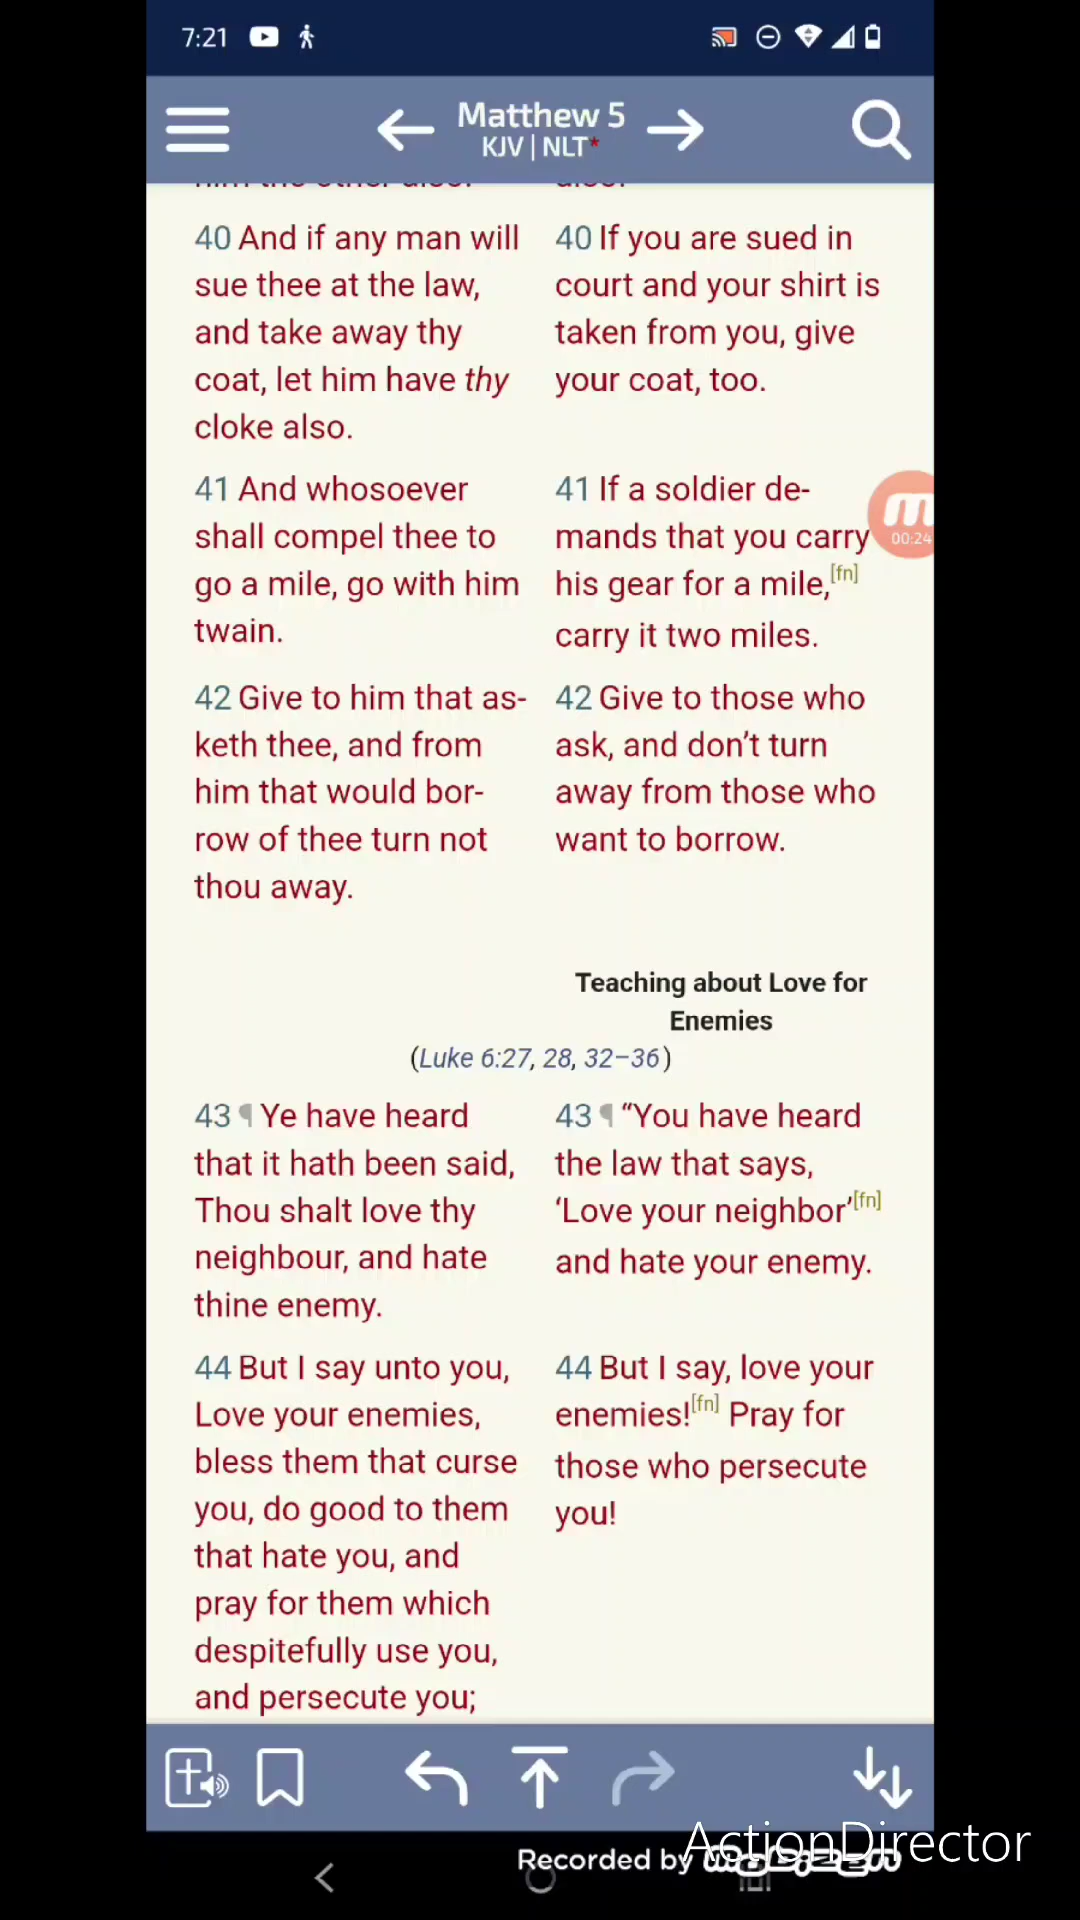 7:21
Matthew 5
KJV | NLT*
him the other also.
also.
40 And if any man will
sue thee at the law,
and take away thy
coat, let him have thy
cloke also.
40 If you are sued in
court and your shirt is
taken from you, give
your coat, too.
41 And whosoever
shall compel thee to
go a mile, go with him
twain.
41 If a soldier de-
mands that you carry
his gear for a mile,[fn]
carry it two miles.
00:24
42 Give to him that as-
keth thee, and from
him that would bor-
row of thee turn not
thou away.
42 Give to those who
ask, and don’t turn
away from those who
want to borrow.
Teaching about Love for
Enemies
(Luke 6:27, 28, 32–36)
43 ¶ Ye have heard
that it hath been said,
Thou shalt love thy
neighbour, and hate
thine enemy.
43 ¶ “You have heard
the law that says,
‘Love your neighbor’[fn]
and hate your enemy.
44 But I say unto you,
Love your enemies,
bless them that curse
you, do good to them
that hate you, and
pray for them which
despitefully use you,
and persecute you;
44 But I say, love your
enemies![fn] Pray for
those who persecute
you!
ActionDirector
Recorded by